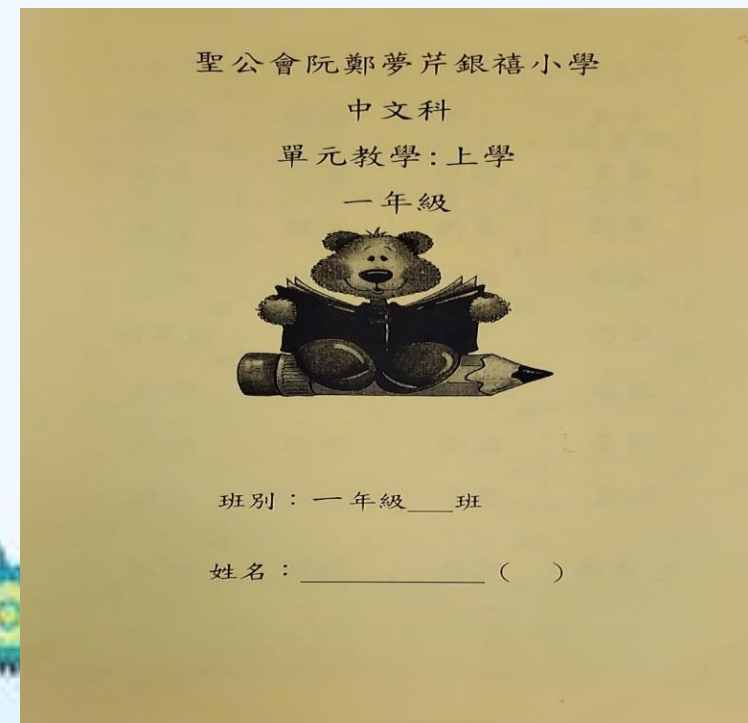 聖公會阮鄭夢芹銀禧小學
中文科
單元教學:上學
一年級
班別：一年級___班
姓名：____________ (   )